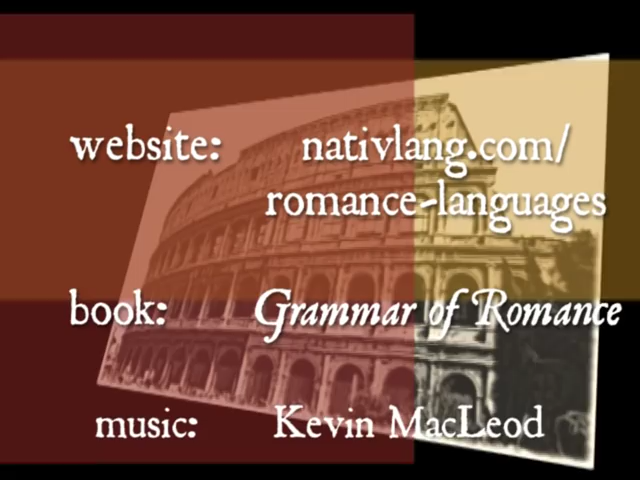 website: nativlang.com/
romance-languages
book: Grammar of Romance
music: Kevin MacLeod